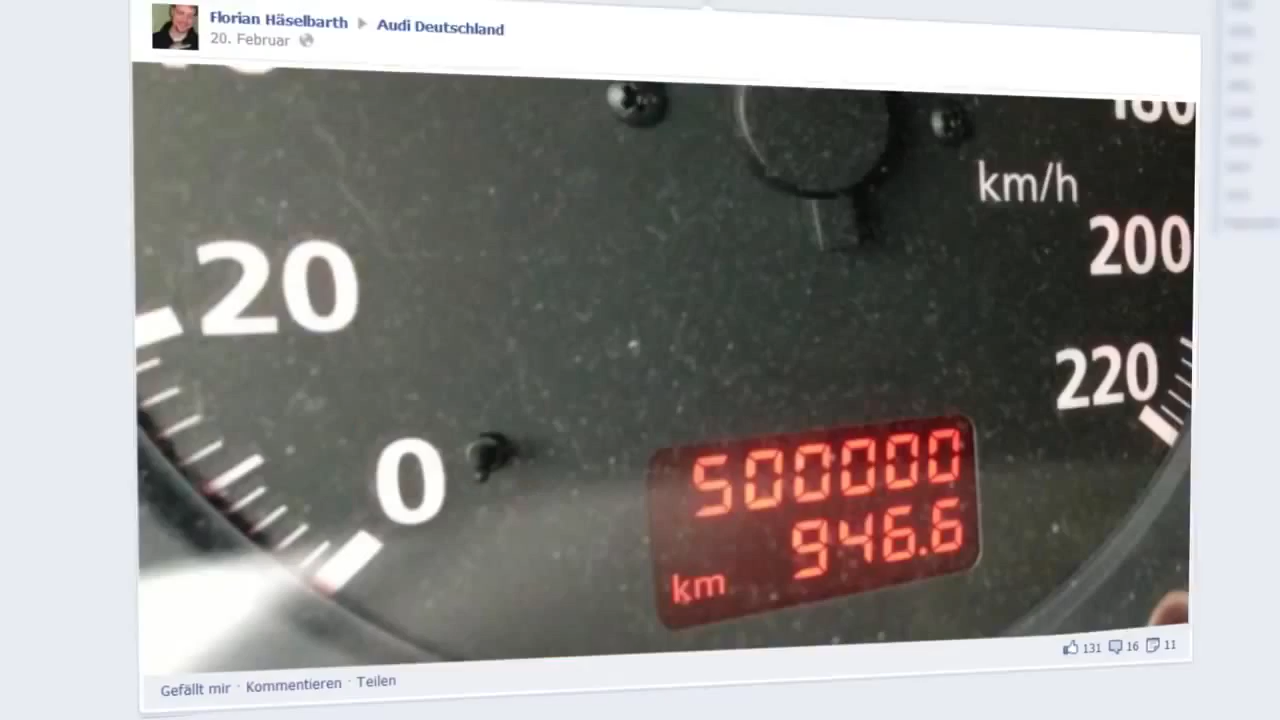 Florian Häselbarth ▶ Audi Deutschland
20. Februar
180
km/h
20
200
220
0
500000
946.6
km
131 16 11
Gefällt mir · Kommentieren · Teilen